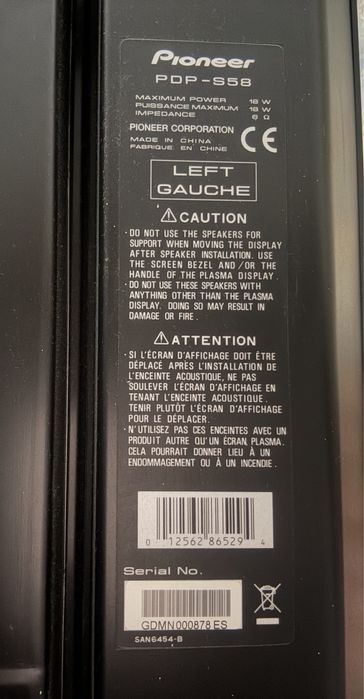 Pioneer
PDP-S58
MAXIMUM POWER 18 W
PUISSANCE MAXIMUM 18 W
IMPEDANCE 6 Ω
PIONEER CORPORATION
MADE IN CHINA
FABRIQUÉ EN CHINE
CE
LEFT
GAUCHE
⚠CAUTION
· DO NOT USE THE SPEAKERS FOR
SUPPORT WHEN MOVING THE DISPLAY
AFTER SPEAKER INSTALLATION. USE
THE SCREEN BEZEL AND /OR THE
HANDLE OF THE PLASMA DISPLAY.
· DO NOT USE THESE SPEAKERS WITH
ANYTHING OTHER THAN THE PLASMA
DISPLAY. DOING SO MAY RESULT IN
DAMAGE OR FIRE.
⚠ATTENTION
· SI L'ÉCRAN D'AFFICHAGE DOIT ÊTRE
DÉPLACÉ APRÈS L'INSTALLATION DE
L'ENCEINTE ACOUSTIQUE, NE PAS
SOULEVER L'ÉCRAN D'AFFICHAGE EN
TENANT L'ENCEINTE ACOUSTIQUE.
TENIR PLUTÔT L'ÉCRAN D'AFFICHAGE
POUR LE DÉPLACER.
· N'UTILISEZ PAS CES ENCEINTES AVEC UN
PRODUIT AUTRE QU'UN ÉCRAN, PLASMA.
CELA POURRAIT DONNER LIEU À UN
ENDOMMAGEMENT OU À UN INCENDIE.
0 12562 86529 4
Serial No.
GDMN000878ES
SAN6454-B